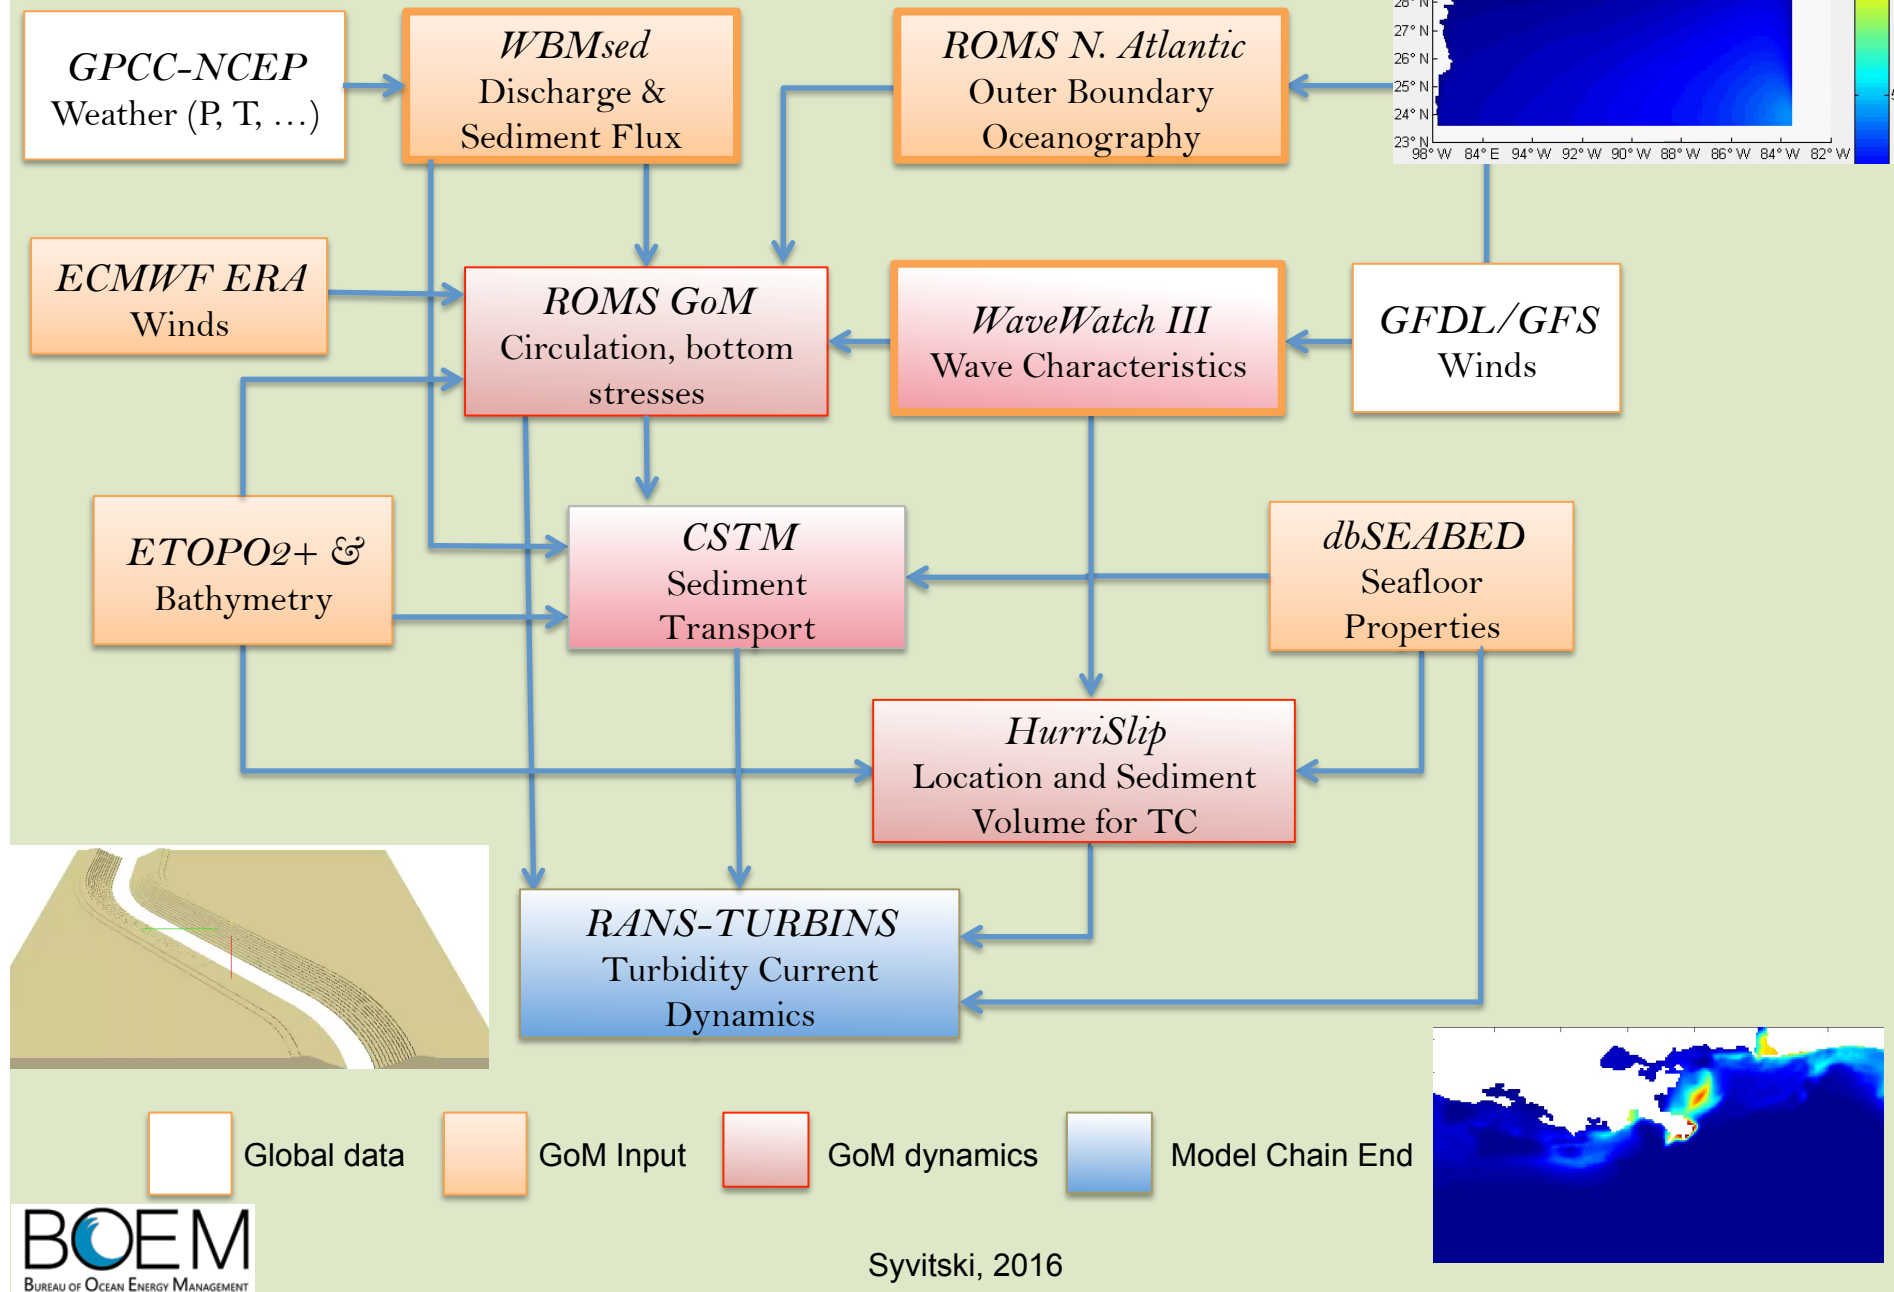 GPCC-NCEP
Weather (P, T, …)
WBMsed
Discharge &
Sediment Flux
ROMS N. Atlantic
Outer Boundary
Oceanography
28° N
27° N
26° N
25° N
24° N
23° N
98° W 84° E 94° W 92° W 90° W 88° W 86° W 84° W 82° W
ECMWF ERA
Winds
ROMS GoM
Circulation, bottom
stresses
WaveWatch III
Wave Characteristics
GFDL/GFS
Winds
ETOPO2+ &
Bathymetry
CSTM
Sediment
Transport
dbSEABED
Seafloor
Properties
HurriSlip
Location and Sediment
Volume for TC
RANS-TURBINS
Turbidity Current
Dynamics
Global data
GoM Input
GoM dynamics
Model Chain End
BOEM
BUREAU OF OCEAN ENERGY MANAGEMENT
Syvitski, 2016